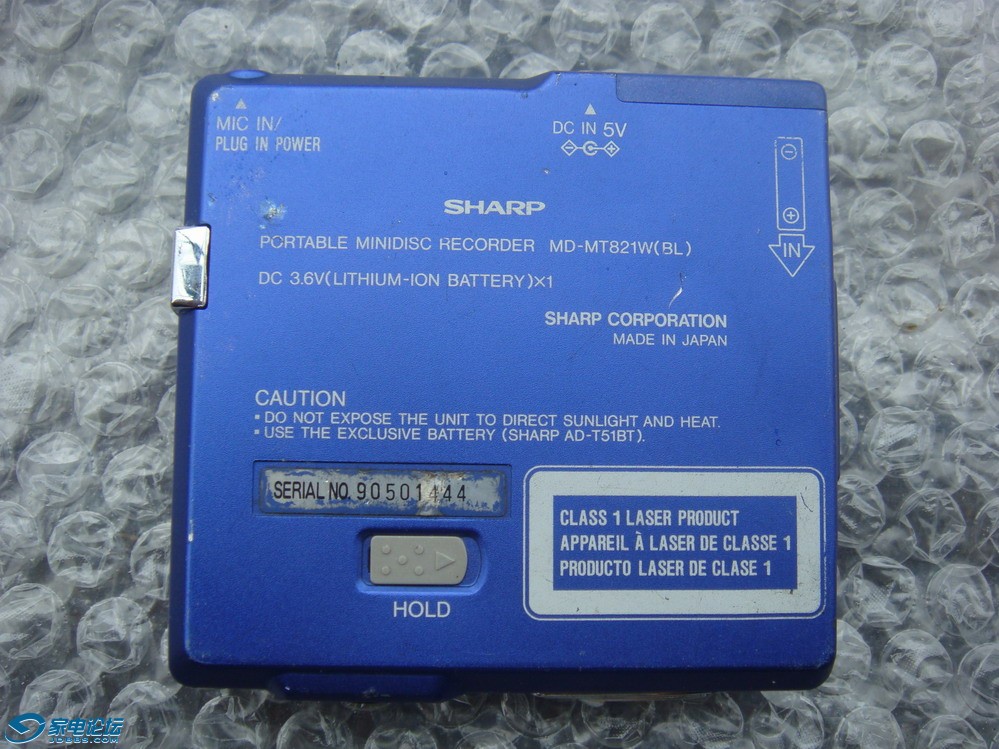 MIC IN/
PLUG IN POWER
DC IN 5V
IN
SHARP
PORTABLE MINIDISC RECORDER MD-MT821W(BL)
DC 3.6V(LITHIUM-ION BATTERY)×1
SHARP CORPORATION
MADE IN JAPAN
CAUTION
▪ DO NOT EXPOSE THE UNIT TO DIRECT SUNLIGHT AND HEAT.
▪ USE THE EXCLUSIVE BATTERY (SHARP AD-T51BT).
SERIAL NO. 90501444
HOLD
CLASS 1 LASER PRODUCT
APPAREIL À LASER DE CLASSE 1
PRODUCTO LASER DE CLASE 1
家电论坛
JD88S.COM